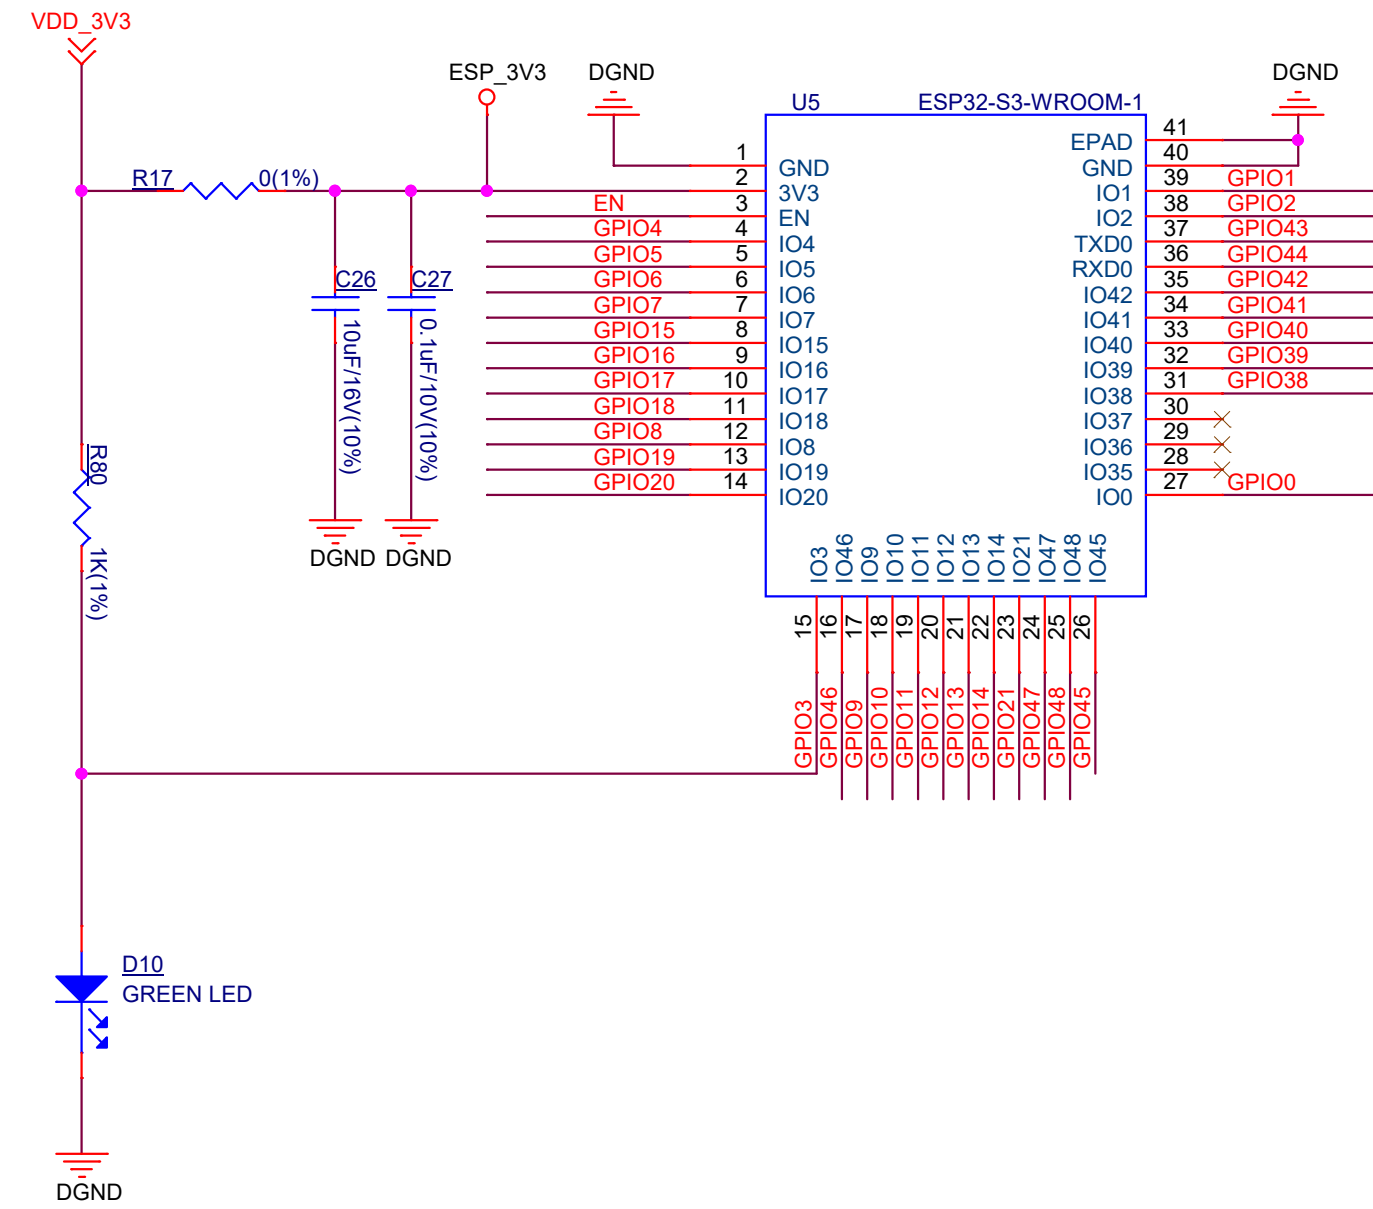 VDD_3V3
ESP_3V3
DGND
DGND
U5
ESP32-S3-WROOM-1
R17
0(1%)
C26
10uF/16V(10%)
C27
0.1uF/10V(10%)
DGND
DGND
R80
1K(1%)
D10
GREEN LED
DGND
1 GND
2 3V3
EN 3 EN
GPIO4 4 IO4
GPIO5 5 IO5
GPIO6 6 IO6
GPIO7 7 IO7
GPIO15 8 IO15
GPIO16 9 IO16
GPIO17 10 IO17
GPIO18 11 IO18
GPIO8 12 IO8
GPIO19 13 IO19
GPIO20 14 IO20
EPAD 41
GND 40
IO1 39 GPIO1
IO2 38 GPIO2
TXD0 37 GPIO43
RXD0 36 GPIO44
IO42 35 GPIO42
IO41 34 GPIO41
IO40 33 GPIO40
IO39 32 GPIO39
IO38 31 GPIO38
IO37 30
IO36 29
IO35 28
IO0 27 GPIO0
IO3 15 GPIO3
IO46 16 GPIO46
IO9 17 GPIO9
IO10 18 GPIO10
IO11 19 GPIO11
IO12 20 GPIO12
IO13 21 GPIO13
IO14 22 GPIO14
IO21 23 GPIO21
IO47 24 GPIO47
IO48 25 GPIO48
IO45 26 GPIO45